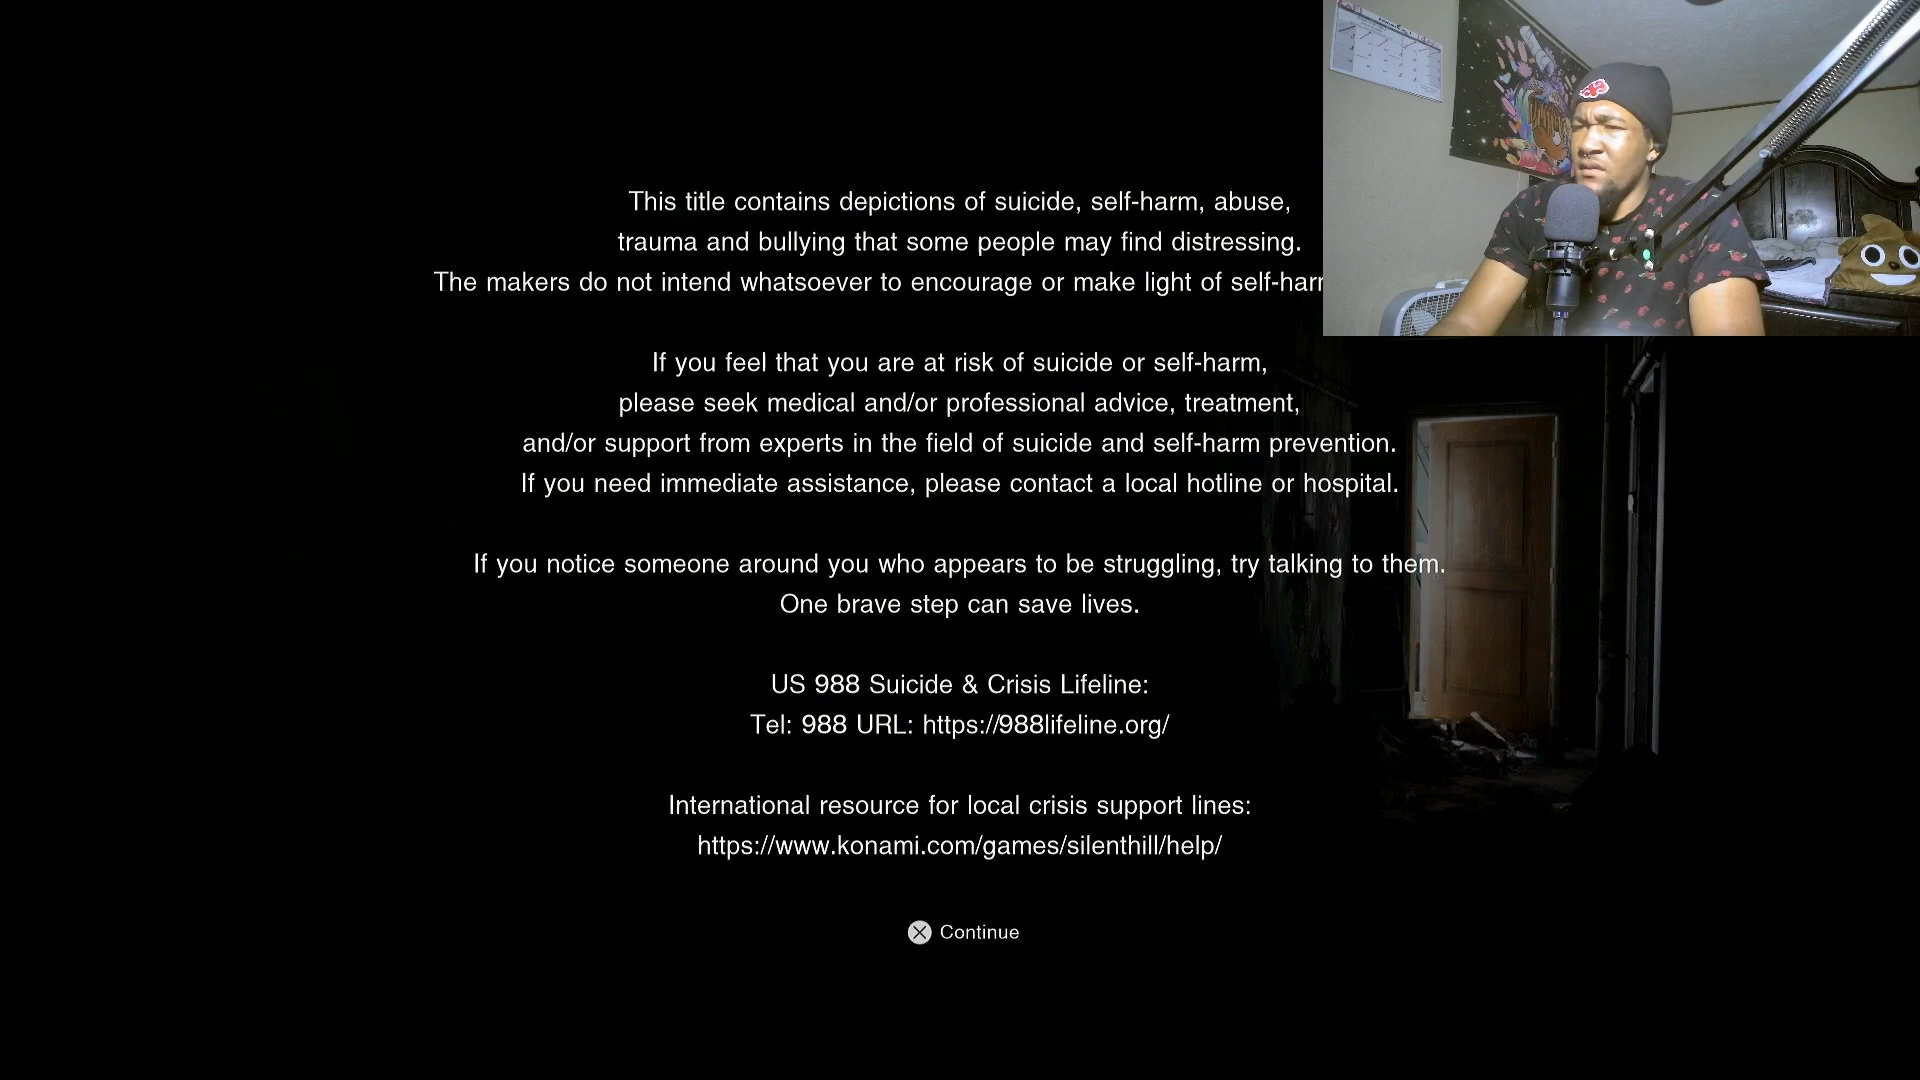 This title contains depictions of suicide, self-harm, abuse,
trauma and bullying that some people may find distressing.
The makers do not intend whatsoever to encourage or make light of
If you feel that you are at risk of suicide or self-harm,
please seek medical and/or professional advice, treatment,
and/or support from experts in the field of suicide and self-harm prevention.
If you need immediate assistance, please contact a local hotline or hospital.
If you notice someone around you who appears to be struggling, try talking to them.
One brave step can save lives.
US 988 Suicide & Crisis Lifeline:
Tel: 988 URL: https://988lifeline.org/
International resource for local crisis support lines:
https://www.konami.com/games/silenthill/help/
Continue